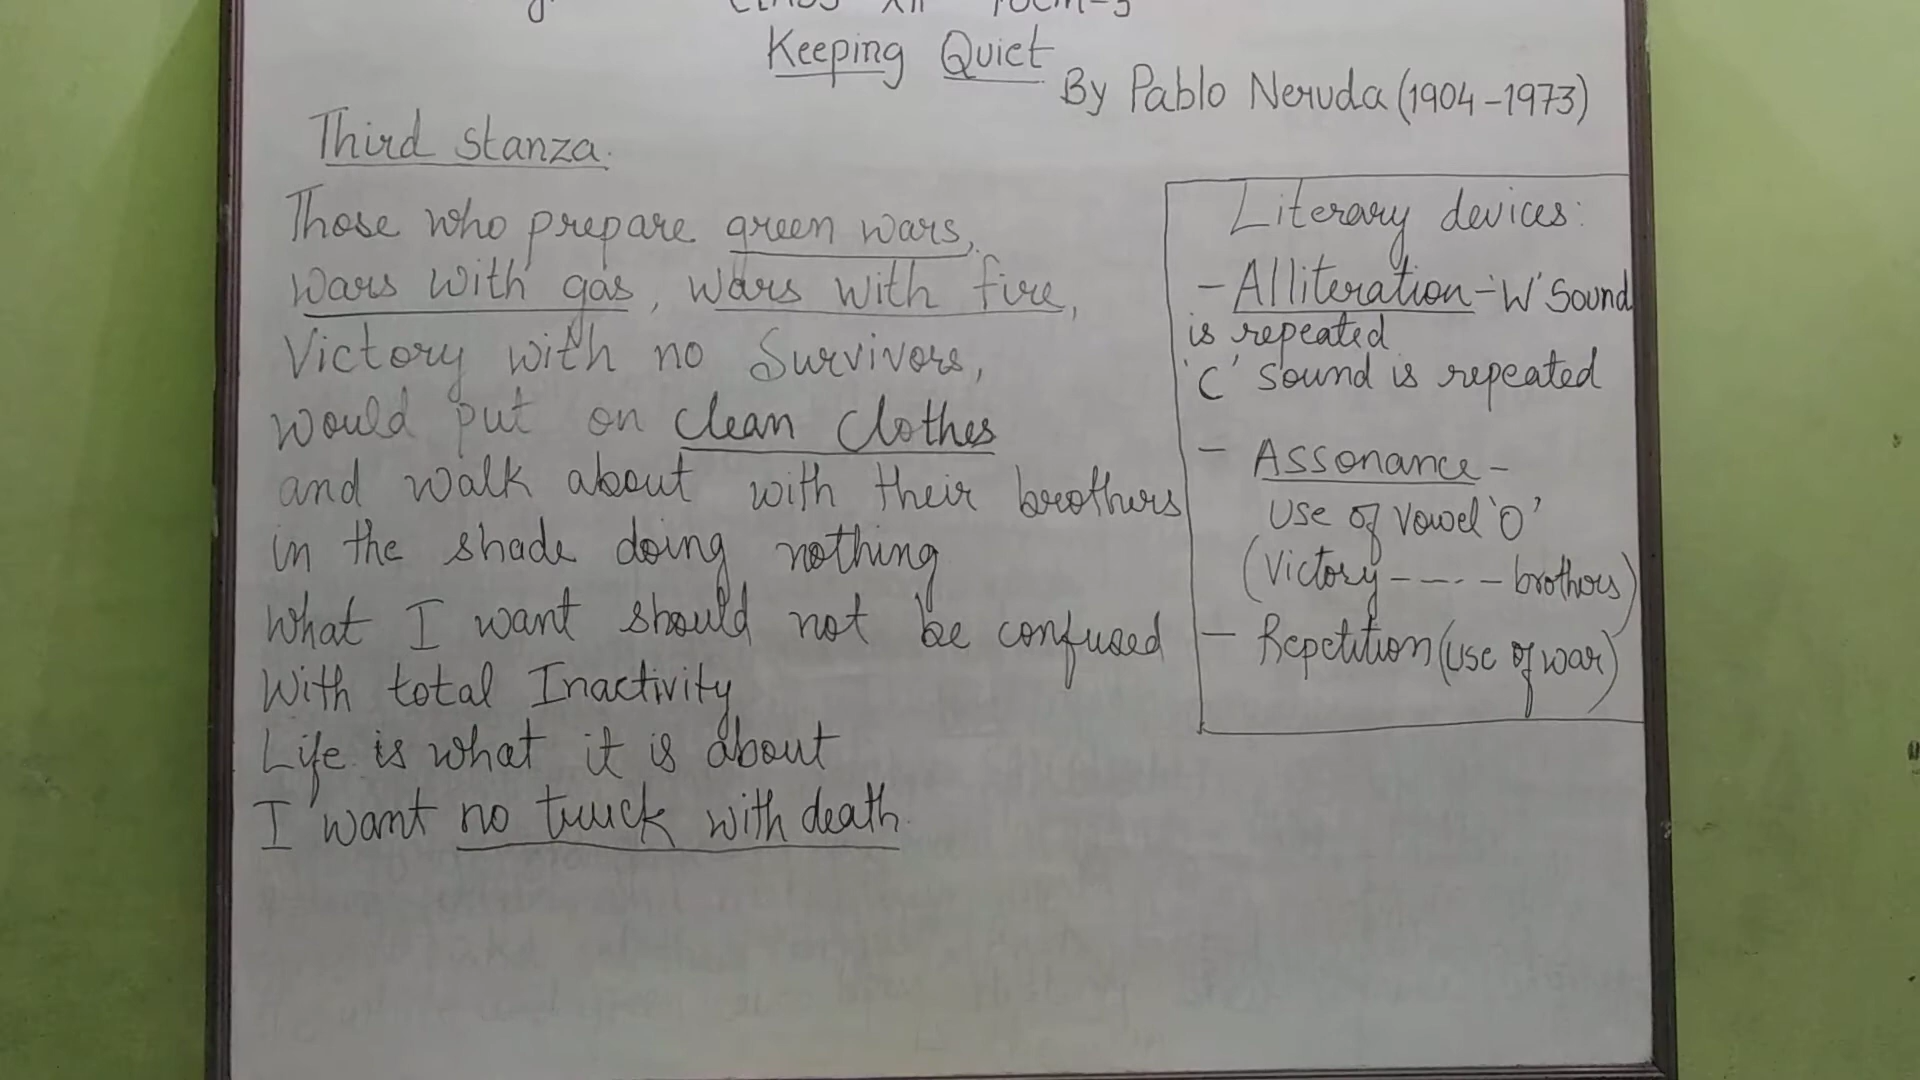 CLASS XII POEM-3
Keeping Quiet
By Pablo Neruda (1904-1973)
Third Stanza.
Those who prepare green wars,
wars with gas, wars with fire,
Victory with no Survivors,
would put on clean clothes
and walk about with their brothers
in the shade doing nothing
What I want should not be confused
With total Inactivity
Life is what it is about
I want no truck with death.
Literary devices:
- Alliteration - 'W' Sound
is repeated
'C' Sound is repeated
- Assonance -
Use of Vowel 'O'
(Victory ---- brothers)
- Repetition (Use of war)